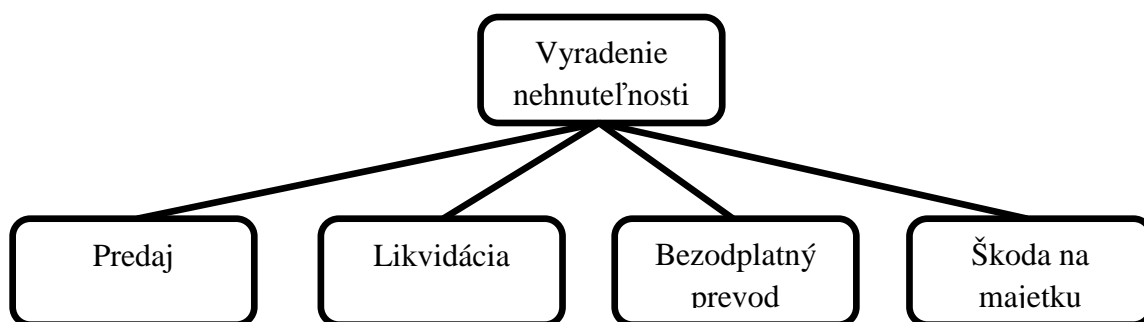 Vyradenie
nehnuteľnosti
Predaj
Likvidácia
Bezodplatný
prevod
Škoda na
majetku